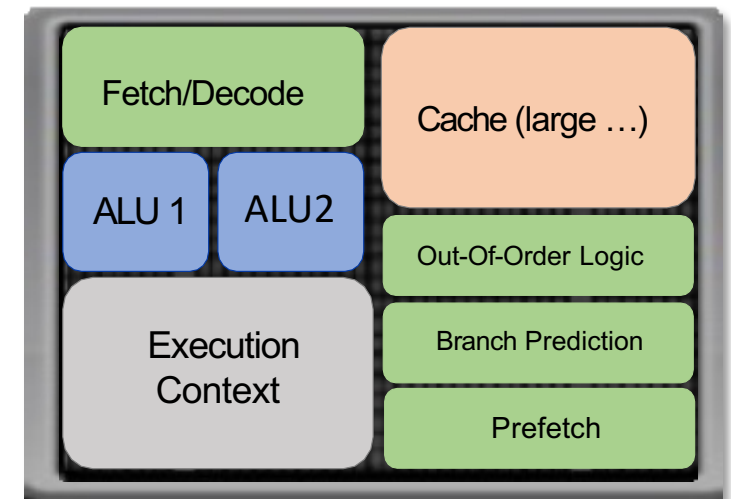 Fetch/Decode
Cache (large …)
ALU 1
ALU2
Out-Of-Order Logic
Execution
Context
Branch Prediction
Prefetch